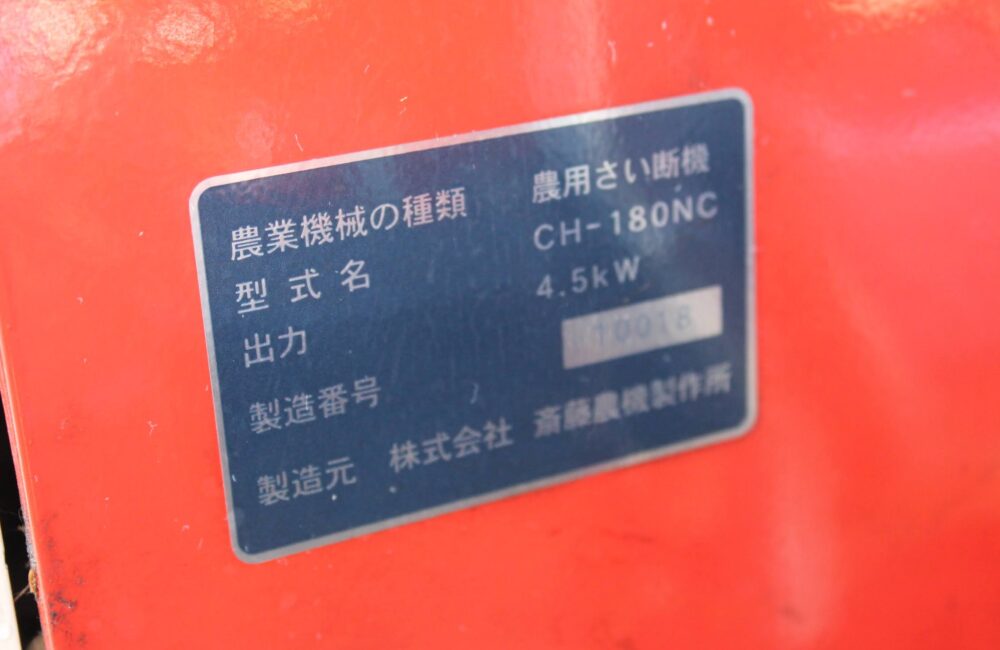 農業機械の種類 農用さい断機
型式名 CH-180NC
出力 4.5kW
製造番号 10018
製造元 株式会社 斎藤農機製作所